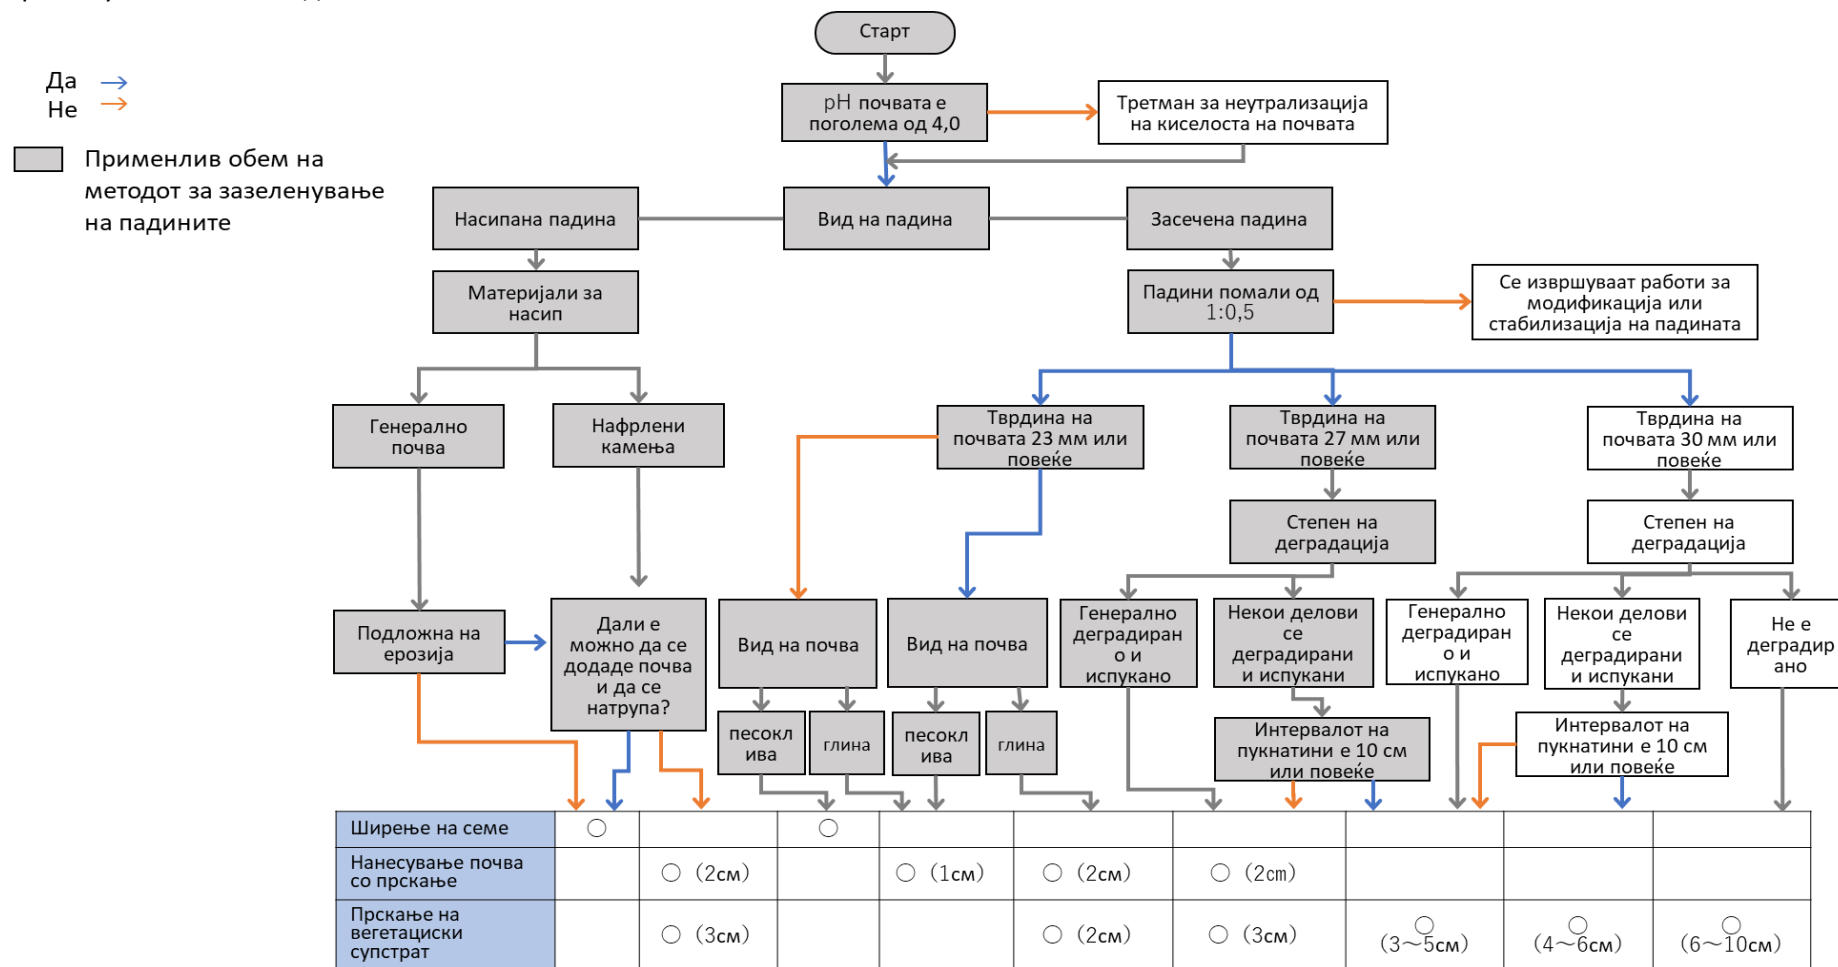 Старт
Да
Не
pH почвата е
поголема од 4,0
Третман за неутрализација
на киселоста на почвата
Применлив обем на
методот за зазеленување
на падините
Насипана падина
Вид на падина
Засечена падина
Материјали за
насип
Падини помали од
1:0,5
Се извршуваат работи за
модификација или
стабилизација на падината
Генерално
почва
Нафрлени
камења
Тврдина на
почвата 23 мм или
повеќе
Тврдина на
почвата 27 мм или
повеќе
Тврдина на
почвата 30 мм или
повеќе
Степен на
деградација
Степен на
деградација
Подложна на
ерозија
Дали е
можно да се
додаде почва
и да се
натрупа?
Вид на почва
Вид на почва
Генерално
деградиран
о и
испукано
Некои делови
се
деградирани
и испукани
Генерално
деградиран
о и
испукано
Некои делови
се
деградирани
и испукани
Не е
деградир
ано
песокл
ива
глина
песокл
ива
глина
Интервалот на
пукнатини е 10 см
или повеќе
Интервалот на
пукнатини е 10 см
или повеќе
Ширење на семе ○ ○
Нанесување почва
со прскање
○ (2см) ○ (1см) ○ (2см) ○ (2cm)
Прскање на
вегетациски
супстрат
○ (3см) ○ (2см) ○ (3см) ○ (3～5см) ○ (4～6см) ○ (6～10см)